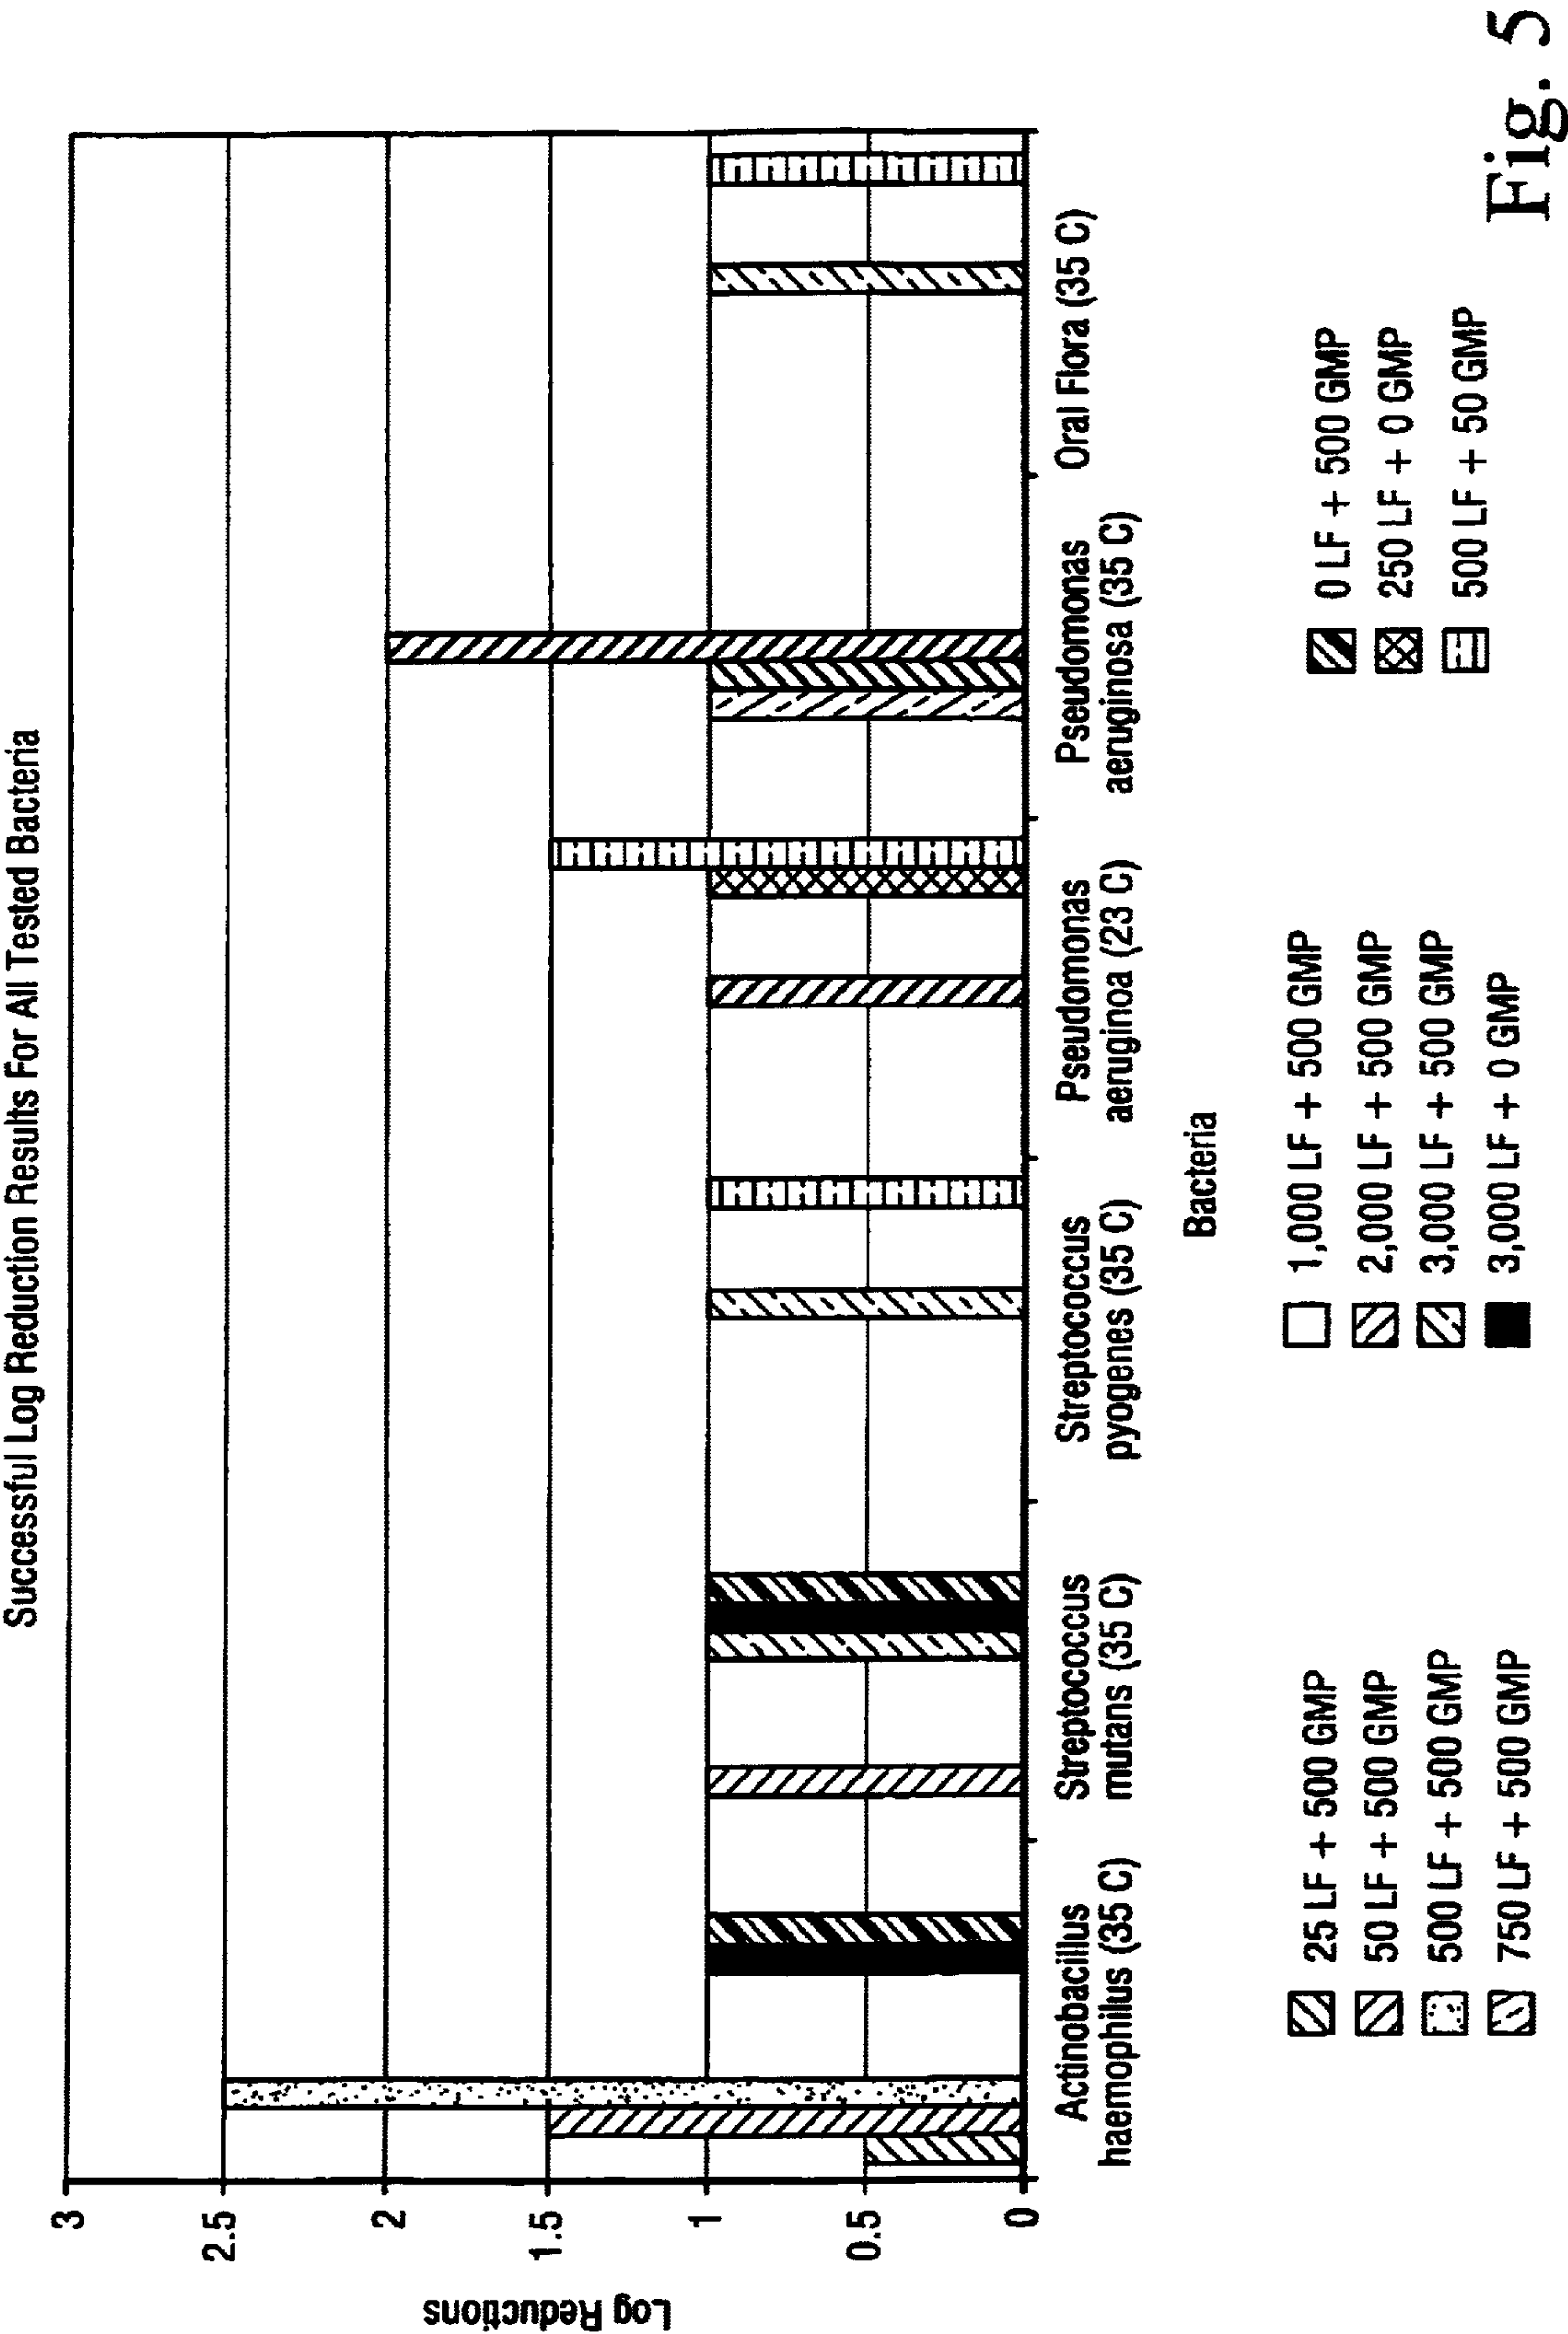 Successful Log Reduction Results For All Tested Bacteria
Log Reductions
3
2.5
2
1.5
1
0.5
0
Actinobacillus
haemophilus (35 C)
Streptococcus
mutans (35 C)
Streptococcus
pyogenes (35 C)
Pseudomonas
aeruginoa (23 C)
Pseudomonas
aeruginosa (35 C)
Oral Flora (35 C)
Bacteria
25 LF + 500 GMP
50 LF + 500 GMP
500 LF + 500 GMP
750 LF + 500 GMP
1,000 LF + 500 GMP
2,000 LF + 500 GMP
3,000 LF + 500 GMP
3,000 LF + 0 GMP
0 LF + 500 GMP
250 LF + 0 GMP
500 LF + 50 GMP
Fig. 5